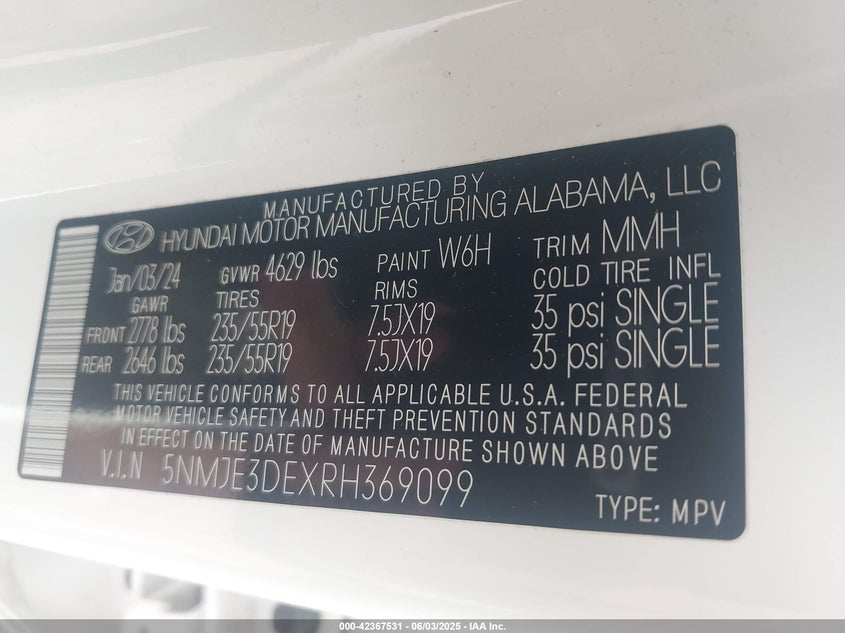 MANUFACTURED BY
HYUNDAI MOTOR MANUFACTURING ALABAMA, LLC
Jan/03/24 GVWR 4629 lbs PAINT W6H TRIM MMH
GAWR TIRES RIMS COLD TIRE INFL
FRONT 2778 lbs 235/55R19 7.5JX19 35 psi SINGLE
REAR 2646 lbs 235/55R19 7.5JX19 35 psi SINGLE
THIS VEHICLE CONFORMS TO ALL APPLICABLE U.S.A. FEDERAL
MOTOR VEHICLE SAFETY AND THEFT PREVENTION STANDARDS
IN EFFECT ON THE DATE OF MANUFACTURE SHOWN ABOVE
V.I.N 5NMJE3DEXRH369099
TYPE: MPV
000-42367531 - 06/03/2025 - IAA Inc.